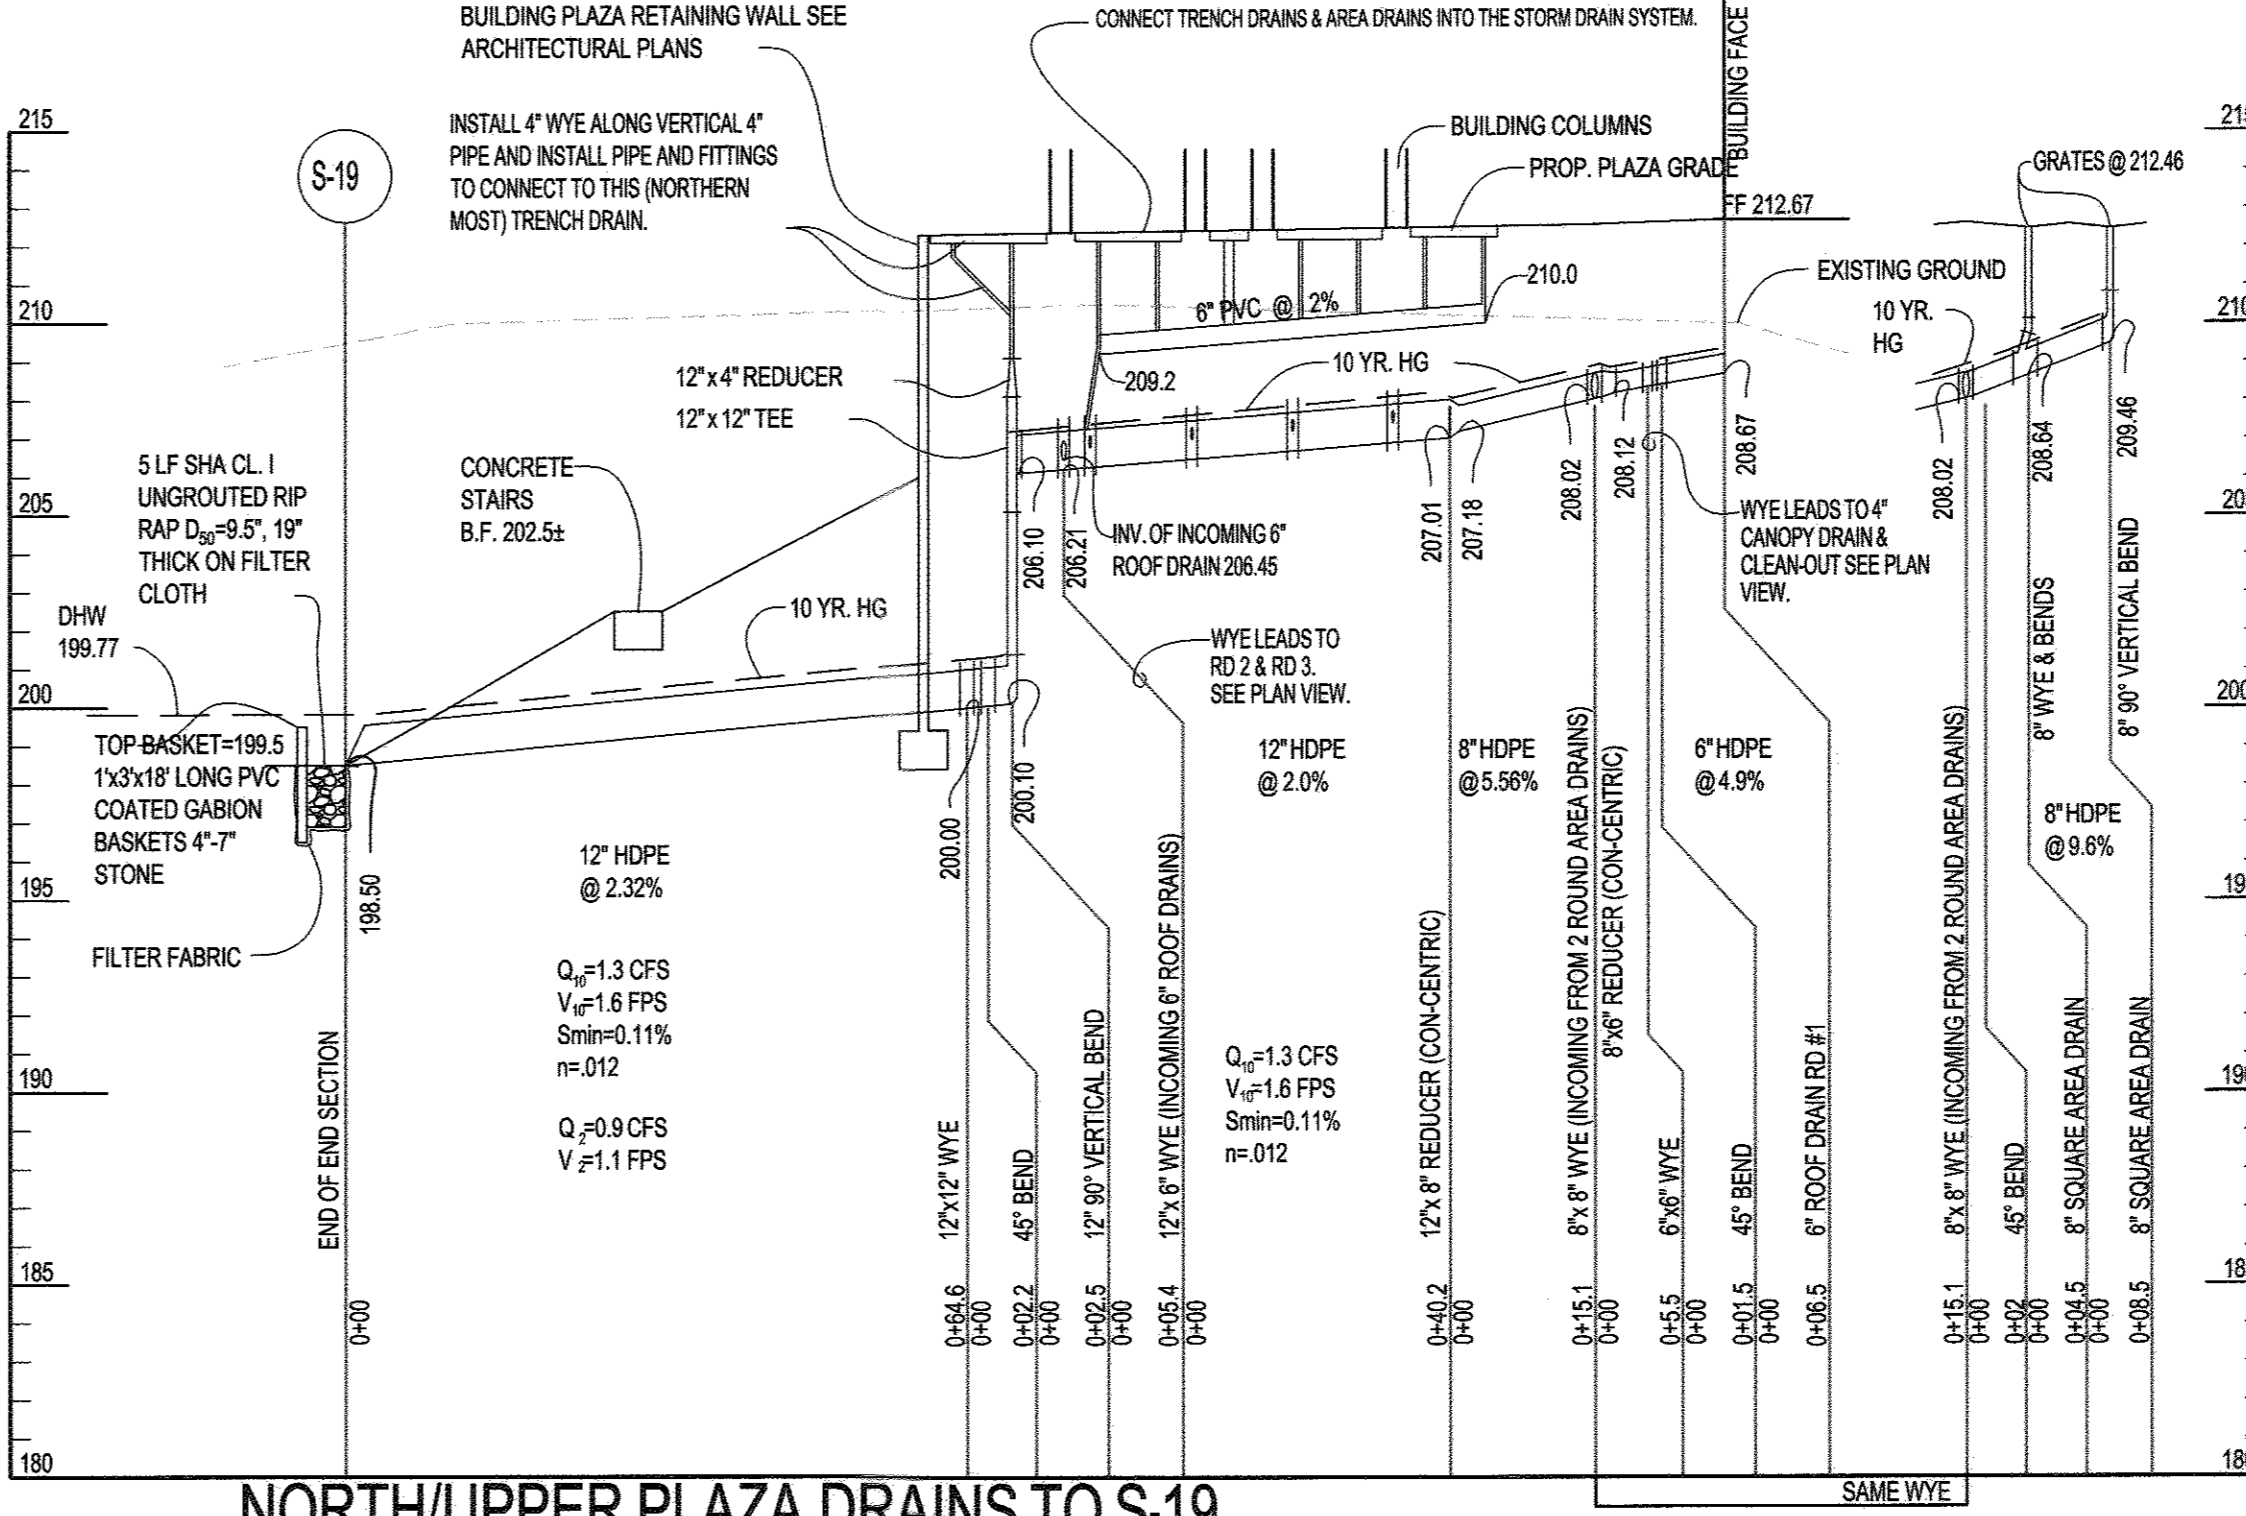 BUILDING PLAZA RETAINING WALL SEE
ARCHITECTURAL PLANS
CONNECT TRENCH DRAINS & AREA DRAINS INTO THE STORM DRAIN SYSTEM.
BUILDING FACE
215
S-19
INSTALL 4" WYE ALONG VERTICAL 4"
PIPE AND INSTALL PIPE AND FITTINGS
TO CONNECT TO THIS (NORTHERN
MOST) TRENCH DRAIN.
BUILDING COLUMNS
PROP. PLAZA GRADE
FF 212.67
GRATES @ 212.46
EXISTING GROUND
10 YR.
HG
210
6" PVC @ 2%
210.0
209.2
10 YR. HG
12"x 4" REDUCER
12"x 12" TEE
5 LF SHA CL. I
UNGROUTED RIP
RAP D50=9.5", 19"
THICK ON FILTER
CLOTH
CONCRETE
STAIRS
B.F. 202.5±
205
206.10
206.21
INV. OF INCOMING 6"
ROOF DRAIN 206.45
207.01
207.18
208.02
208.12
208.67
208.02
208.64
209.46
WYE LEADS TO 4"
CANOPY DRAIN &
CLEAN-OUT SEE PLAN
VIEW.
DHW
199.77
10 YR. HG
WYE LEADS TO
RD 2 & RD 3.
SEE PLAN VIEW.
200
TOP BASKET=199.5
1'x3'x18' LONG PVC
COATED GABION
BASKETS 4"-7"
STONE
198.50
200.00
200.10
12" HDPE
@ 2.32%
12" HDPE
@ 2.0%
8" HDPE
@ 5.56%
6" HDPE
@ 4.9%
8" HDPE
@ 9.6%
195
FILTER FABRIC
Q10=1.3 CFS
V10=1.6 FPS
Smin=0.11%
n=.012
Q2=0.9 CFS
V2=1.1 FPS
Q10=1.3 CFS
V10=1.6 FPS
Smin=0.11%
n=.012
190
END OF END SECTION
12"x12" WYE
45° BEND
12" 90° VERTICAL BEND
12"x 6" WYE (INCOMING 6" ROOF DRAINS)
12"x 8" REDUCER (CON-CENTRIC)
8"x 8" WYE (INCOMING FROM 2 ROUND AREA DRAINS)
8"x6" REDUCER (CON-CENTRIC)
6"x6" WYE
45° BEND
6" ROOF DRAIN RD #1
8"x 8" WYE (INCOMING FROM 2 ROUND AREA DRAINS)
45° BEND
8" WYE & BENDS
8" SQUARE AREA DRAIN
8" 90° VERTICAL BEND
8" SQUARE AREA DRAIN
185
0+00
0+64.6
0+00
0+02.2
0+00
0+02.5
0+00
0+05.4
0+00
0+40.2
0+00
0+15.1
0+00
0+5.5
0+00
0+01.5
0+00
0+06.5
0+15.1
0+00
0+02
0+00
0+04.5
0+00
0+08.5
180
SAME WYE
NORTH/UPPER PLAZA DRAINS TO S-19